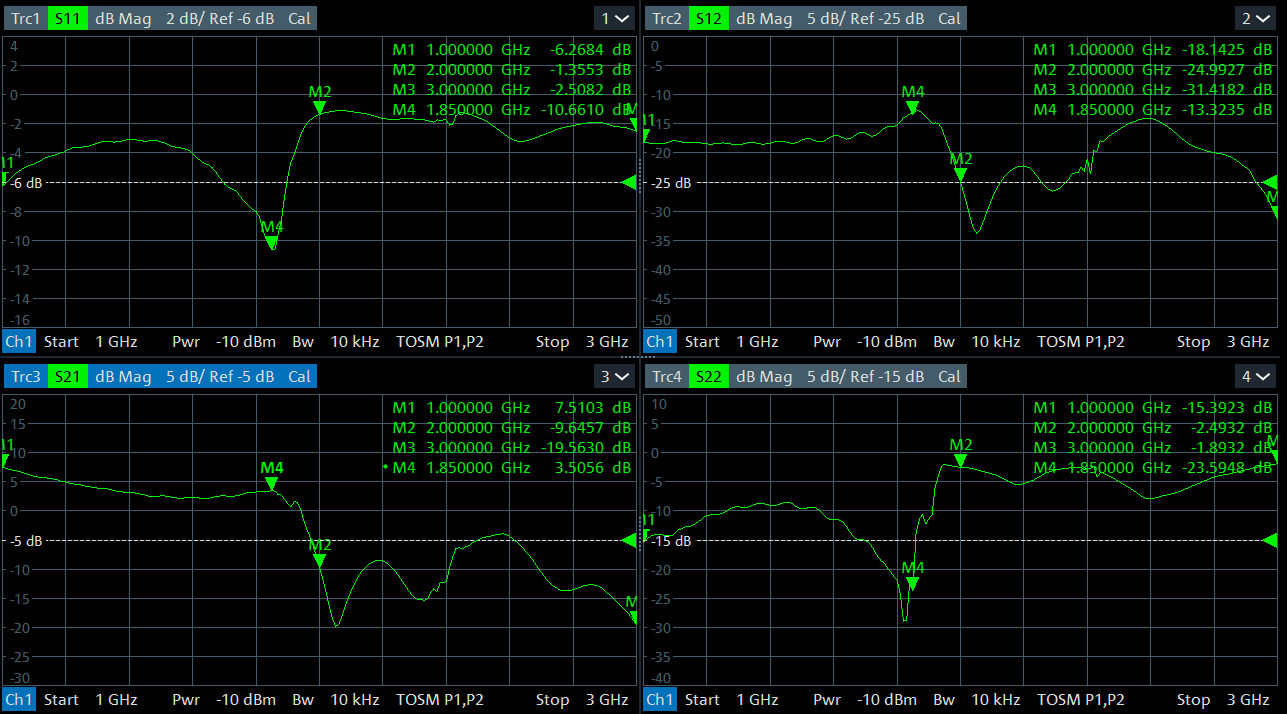 Trc1 S11 dB Mag 2 dB/ Ref -6 dB Cal 1
4
2
0
-2
-4
-6 dB
-8
-10
-12
-14
-16
M1 1.000000 GHz -6.2684 dB
M2 2.000000 GHz -1.3553 dB
M3 3.000000 GHz -2.5082 dB
M4 1.850000 GHz -10.6610 dB
M2
M4
Ch1 Start 1 GHz Pwr -10 dBm Bw 10 kHz TOSM P1,P2 Stop 3 GHz
Trc2 S12 dB Mag 5 dB/ Ref -25 dB Cal 2
0
-5
-10
-15
-20
-25 dB
-30
-35
-40
-45
-50
M1 1.000000 GHz -18.1425 dB
M2 2.000000 GHz -24.9927 dB
M3 3.000000 GHz -31.4182 dB
M4 1.850000 GHz -13.3235 dB
M4
M2
Ch1 Start 1 GHz Pwr -10 dBm Bw 10 kHz TOSM P1,P2 Stop 3 GHz
Trc3 S21 dB Mag 5 dB/ Ref -5 dB Cal 3
20
15
10
5
0
-5 dB
-10
-15
-20
-25
-30
M1 1.000000 GHz 7.5103 dB
M2 2.000000 GHz -9.6457 dB
M3 3.000000 GHz -19.5630 dB
M4 1.850000 GHz 3.5056 dB
M4
M2
Ch1 Start 1 GHz Pwr -10 dBm Bw 10 kHz TOSM P1,P2 Stop 3 GHz
Trc4 S22 dB Mag 5 dB/ Ref -15 dB Cal 4
10
5
0
-5
-10
-15 dB
-20
-25
-30
-35
-40
M1 1.000000 GHz -15.3923 dB
M2 2.000000 GHz -2.4932 dB
M3 3.000000 GHz -1.8932 dB
M4 1.850000 GHz -23.5948 dB
M2
M4
Ch1 Start 1 GHz Pwr -10 dBm Bw 10 kHz TOSM P1,P2 Stop 3 GHz